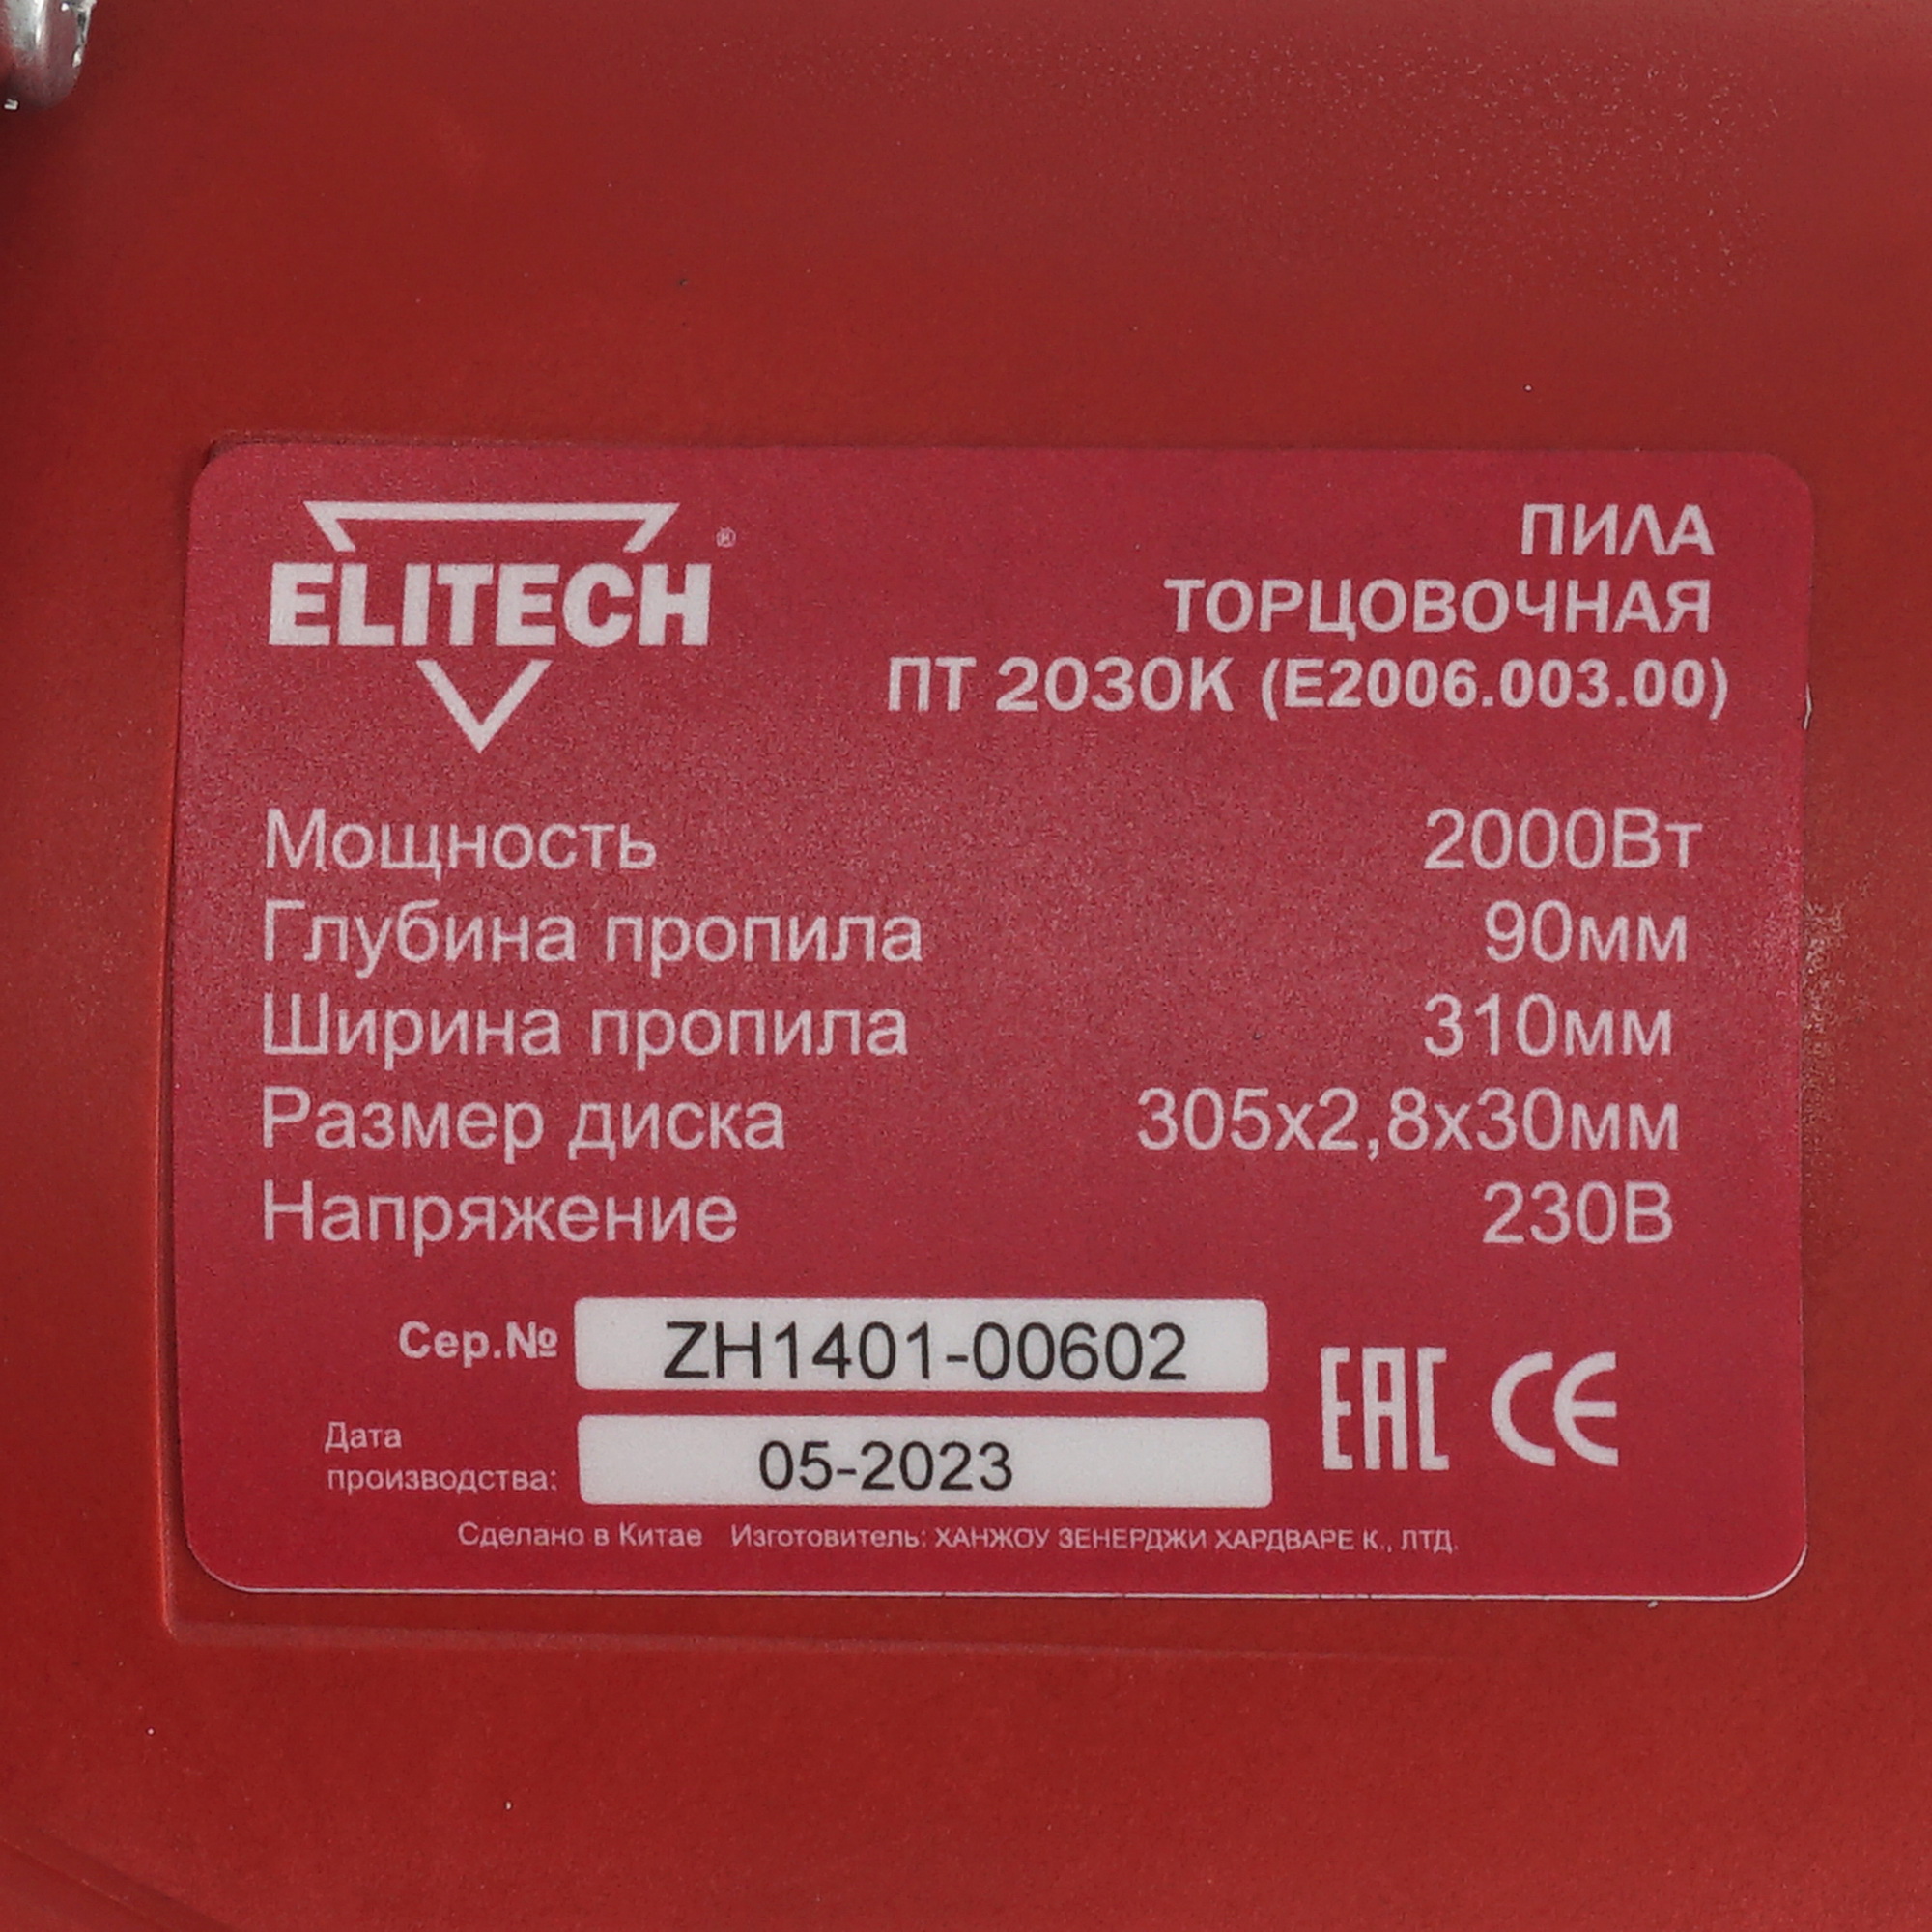 ELITECH®
ПИЛА
ТОРЦОВОЧНАЯ
ПТ 2030К (E2006.003.00)
Мощность 2000Вт
Глубина пропила 90мм
Ширина пропила 310мм
Размер диска 305x2,8x30мм
Напряжение 230В
Сер.№ ZH1401-00602
EAC CE
Дата
производства: 05-2023
Сделано в Китае Изготовитель: ХАНЖОУ ЗЕНЕРДЖИ ХАРДВАРЕ К., ЛТД.